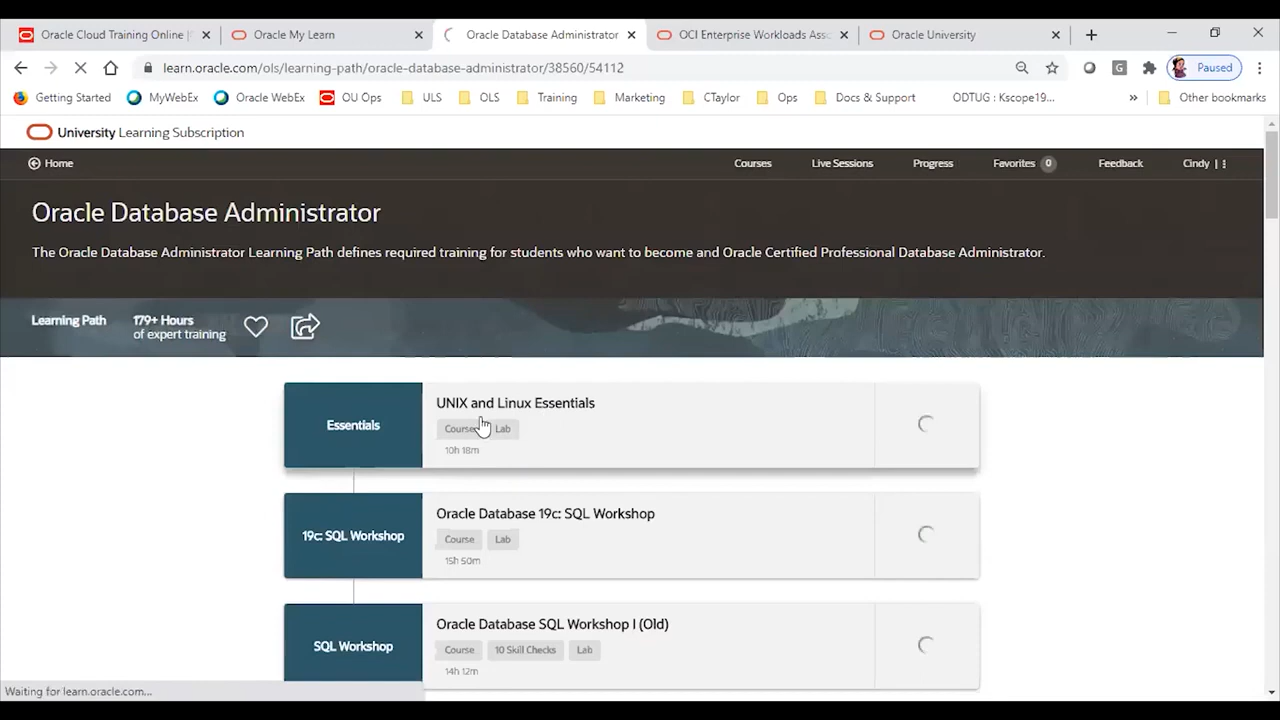 Oracle Cloud Training Online
Oracle My Learn
Oracle Database Administrator
OCI Enterprise Workloads Ass
Oracle University
learn.oracle.com/ols/learning-path/oracle-database-administrator/38560/54112
G
Paused
Getting Started
MyWebEx
Oracle WebEx
OU Ops
ULS
OLS
Training
Marketing
CTaylor
Ops
Docs & Support
ODTUG : Kscope19...
»
Other bookmarks
University Learning Subscription
Home
Courses
Live Sessions
Progress
Favorites 0
Feedback
Cindy
Oracle Database Administrator
The Oracle Database Administrator Learning Path defines required training for students who want to become and Oracle Certified Professional Database Administrator.
Learning Path
179+ Hours
of expert training
Essentials
UNIX and Linux Essentials
Course Lab
10h 18m
19c: SQL Workshop
Oracle Database 19c: SQL Workshop
Course Lab
15h 50m
SQL Workshop
Oracle Database SQL Workshop I (Old)
Course 10 Skill Checks Lab
14h 12m
Waiting for learn.oracle.com...